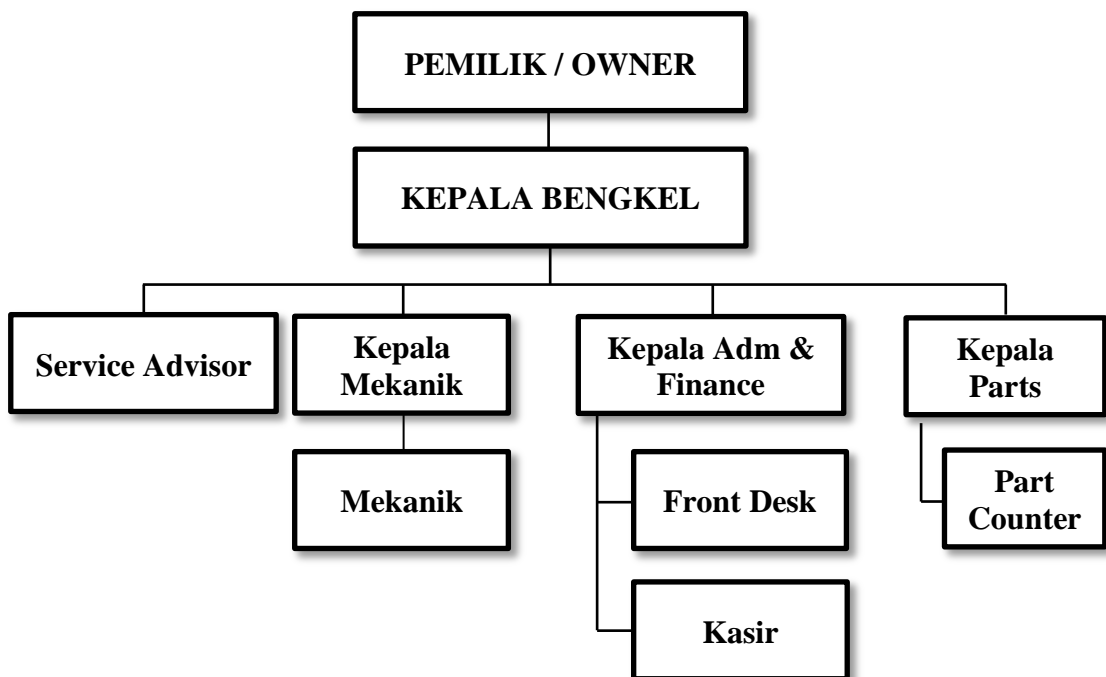 PEMILIK / OWNER
KEPALA BENGKEL
Service Advisor
Kepala
Mekanik
Kepala Adm &
Finance
Kepala
Parts
Mekanik
Front Desk
Part
Counter
Kasir